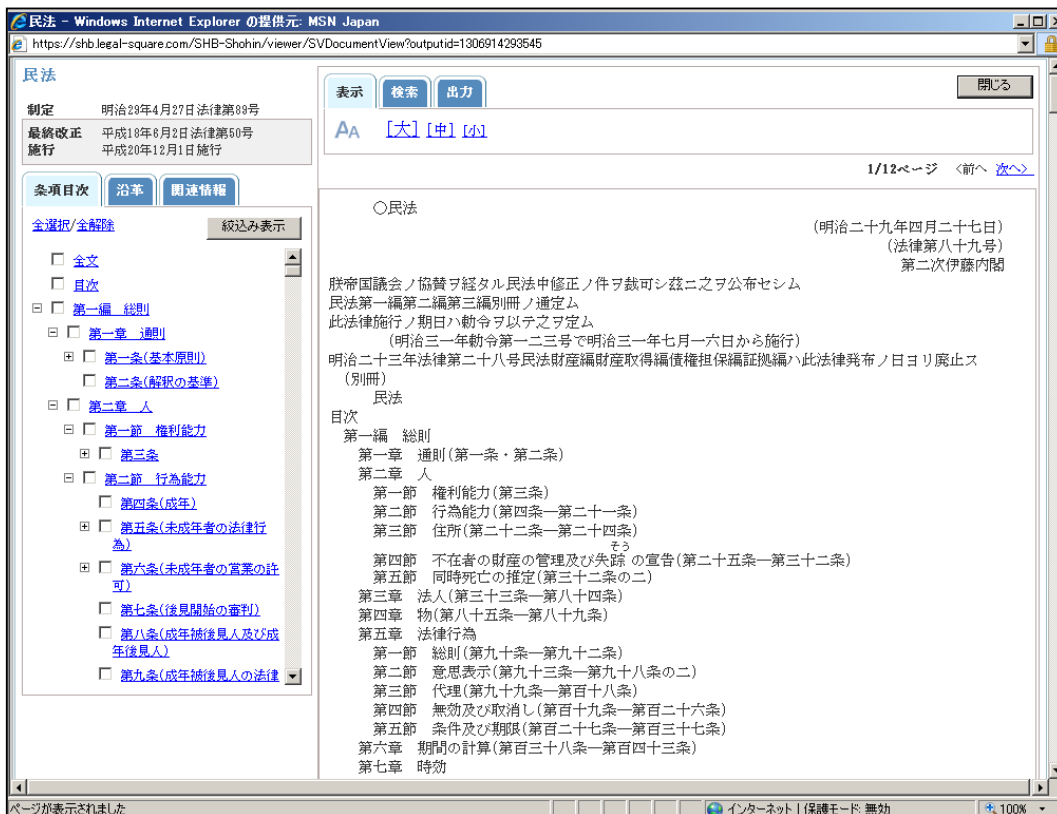 民法 - Windows Internet Explorer の提供元: MSN Japan
https://shb.legal-square.com/SHB-Shohin/viewer/SVDocumentView?outputid=1306914293545
民法
制定 明治29年4月27日法律第89号
最終改正 平成18年6月2日法律第50号
施行 平成20年12月1日施行
条項目次 沿革 関連情報
全選択/全解除 絞込み表示
全文
目次
第一編 総則
第一章 通則
第一条(基本原則)
第二条(解釈の基準)
第二章 人
第一節 権利能力
第三条
第二節 行為能力
第四条(成年)
第五条(未成年者の法律行
為)
第六条(未成年者の営業の許
可)
第七条(後見開始の審判)
第八条(成年被後見人及び成
年後見人)
第九条(成年被後見人の法律
表示 検索 出力 閉じる
AA [大] [中] [小]
1/12ページ <前へ 次へ>
○民法
(明治二十九年四月二十七日)
(法律第八十九号)
第二次伊藤内閣
朕帝国議会ノ協賛ヲ経タル民法中修正ノ件ヲ裁可シ茲ニ之ヲ公布セシム
民法第一編第二編第三編別冊ノ通定ム
此法律施行ノ期日ハ勅令ヲ以テ之ヲ定ム
(明治三一年勅令第一二三号で明治三一年七月一六日から施行)
明治二十三年法律第二十八号民法財産編財産取得編債権担保編証拠編ハ此法律発布ノ日ヨリ廃止ス
(別冊)
民法
目次
第一編 総則
第一章 通則(第一条・第二条)
第二章 人
第一節 権利能力(第三条)
第二節 行為能力(第四条―第二十一条)
第三節 住所(第二十二条―第二十四条)
そう
第四節 不在者の財産の管理及び失踪の宣告(第二十五条―第三十二条)
第五節 同時死亡の推定(第三十二条の二)
第三章 法人(第三十三条―第八十四条)
第四章 物(第八十五条―第八十九条)
第五章 法律行為
第一節 総則(第九十条―第九十二条)
第二節 意思表示(第九十三条―第九十八条の二)
第三節 代理(第九十九条―第百十八条)
第四節 無効及び取消し(第百十九条―第百二十六条)
第五節 条件及び期限(第百二十七条―第百三十七条)
第六章 期間の計算(第百三十八条―第百四十三条)
第七章 時効
ページが表示されました インターネット | 保護モード: 無効 100%